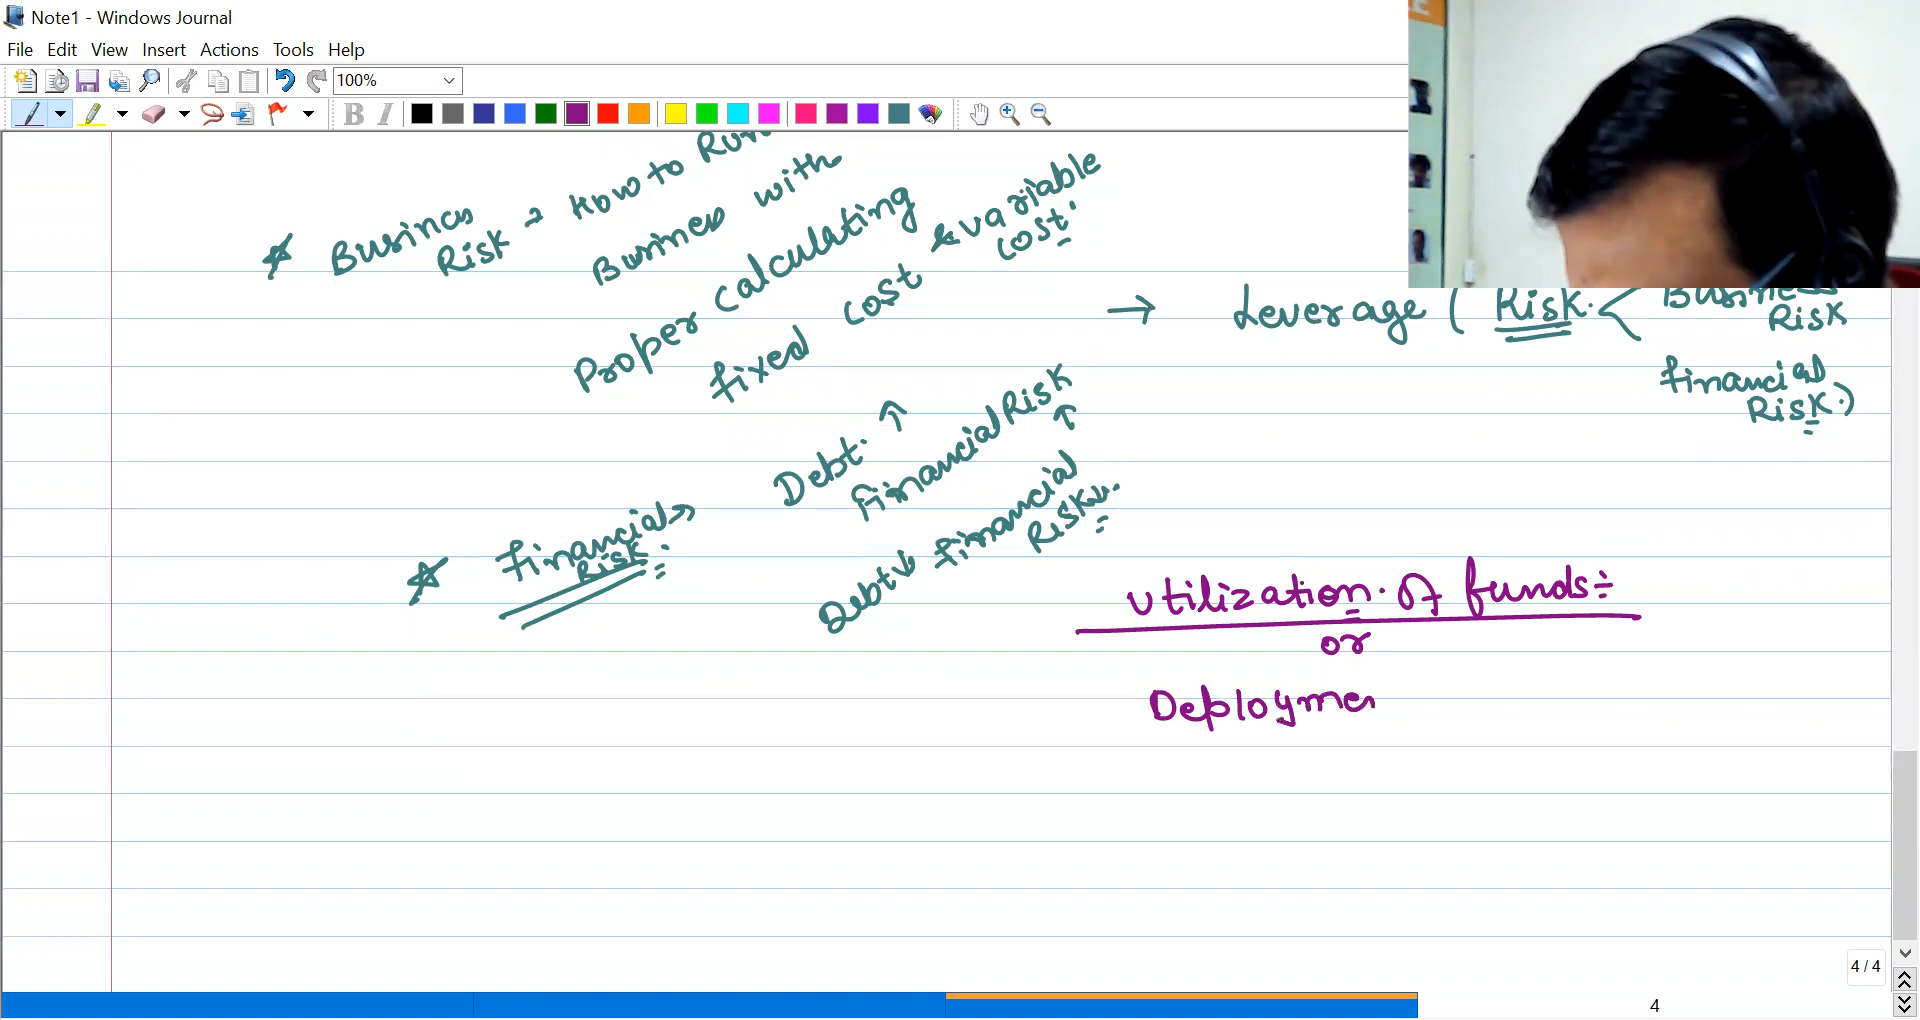 Note1 - Windows Journal
File Edit View Insert Actions Tools Help
100%
B I
* Business Risk = How to Run
Business with
Proper Calculating
fixed cost & variable cost.
→ Leverage ( Risk. < Business Risk
financial Risk.)
* financial Risk → Debt. ↑
financial Risk ↑
Debt ↓ financial Risk ↓.
Utilization. Of funds:-
or
Deploymen
4 / 4
4